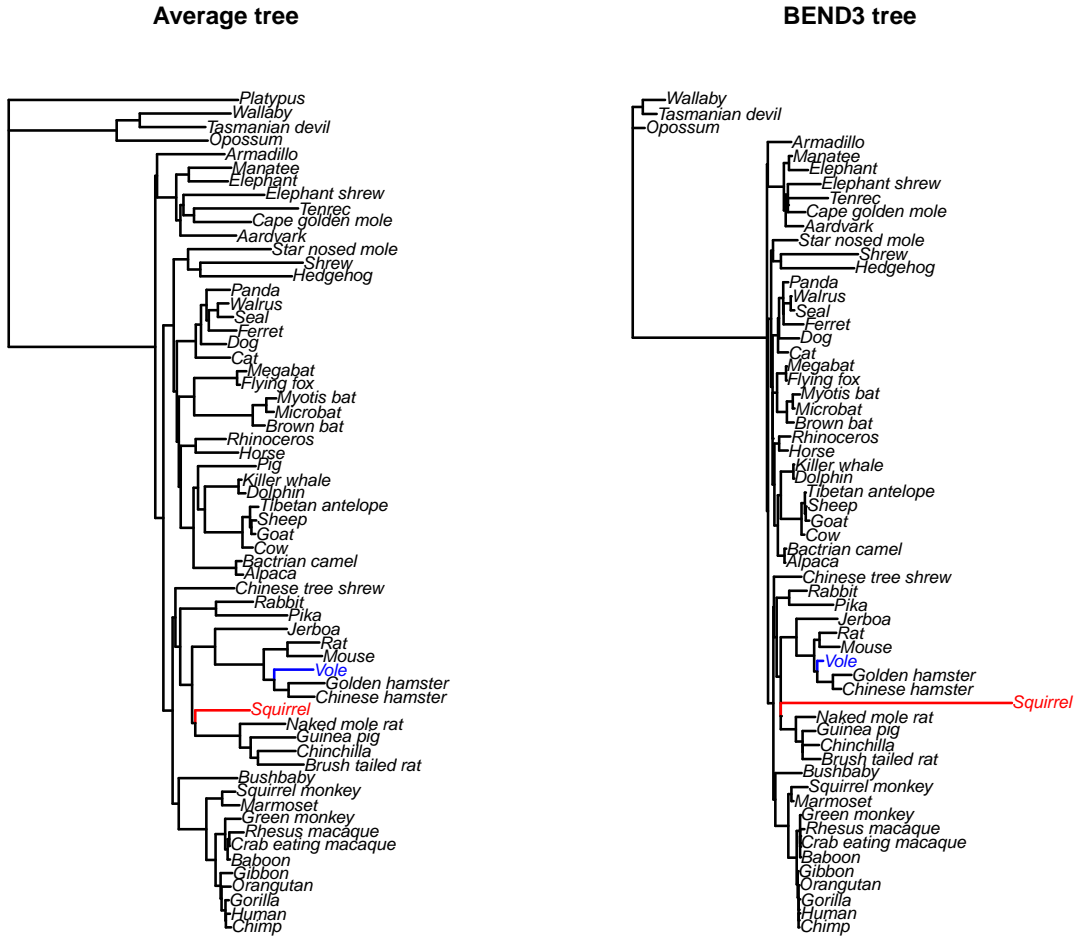 Average tree
Platypus
Wallaby
Tasmanian devil
Opossum
Armadillo
Manatee
Elephant
Elephant shrew
Tenrec
Cape golden mole
Aardvark
Star nosed mole
Shrew
Hedgehog
Panda
Walrus
Seal
Ferret
Dog
Cat
Megabat
Flying fox
Myotis bat
Microbat
Brown bat
Rhinoceros
Horse
Pig
Killer whale
Dolphin
Tibetan antelope
Sheep
Goat
Cow
Bactrian camel
Alpaca
Chinese tree shrew
Rabbit
Pika
Jerboa
Rat
Mouse
Vole
Golden hamster
Chinese hamster
Squirrel
Naked mole rat
Guinea pig
Chinchilla
Brush tailed rat
Bushbaby
Squirrel monkey
Marmoset
Green monkey
Rhesus macaque
Crab eating macaque
Baboon
Gibbon
Orangutan
Gorilla
Human
Chimp
BEND3 tree
Wallaby
Tasmanian devil
Opossum
Armadillo
Manatee
Elephant
Elephant shrew
Tenrec
Cape golden mole
Aardvark
Star nosed mole
Shrew
Hedgehog
Panda
Walrus
Seal
Ferret
Dog
Cat
Megabat
Flying fox
Myotis bat
Microbat
Brown bat
Rhinoceros
Horse
Killer whale
Dolphin
Tibetan antelope
Sheep
Goat
Cow
Bactrian camel
Alpaca
Chinese tree shrew
Rabbit
Pika
Jerboa
Rat
Mouse
Vole
Golden hamster
Chinese hamster
Squirrel
Naked mole rat
Guinea pig
Chinchilla
Brush tailed rat
Bushbaby
Squirrel monkey
Marmoset
Green monkey
Rhesus macaque
Crab eating macaque
Baboon
Gibbon
Orangutan
Gorilla
Human
Chimp